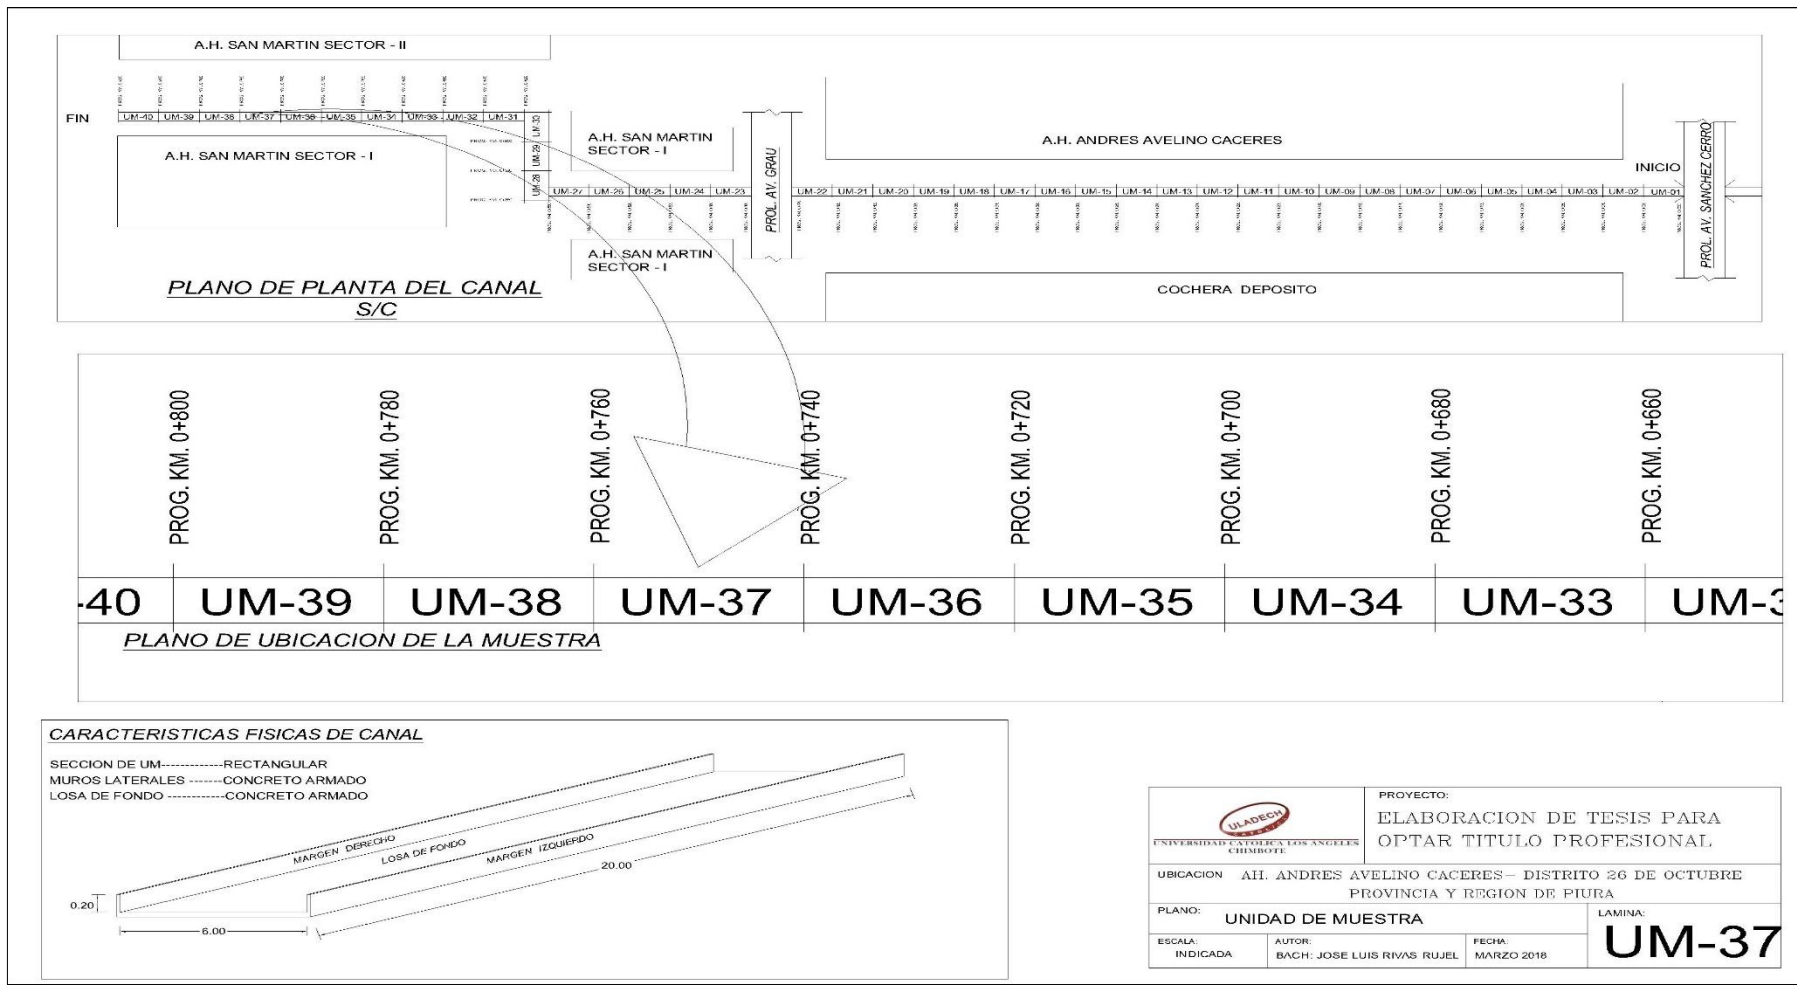 A.H. SAN MARTIN SECTOR - II
FIN
UM-40 UM-39 UM-38 UM-37 UM-36 UM-35 UM-34 UM-33 UM-32 UM-31
UM-30
UM-29
UM-28
A.H. SAN MARTIN SECTOR - I
A.H. SAN MARTIN
SECTOR - I
UM-27 UM-26 UM-25 UM-24 UM-23
PROL. AV. GRAU
A.H. SAN MARTIN
SECTOR - I
A.H. ANDRES AVELINO CACERES
INICIO
UM-22 UM-21 UM-20 UM-19 UM-18 UM-17 UM-16 UM-15 UM-14 UM-13 UM-12 UM-11 UM-10 UM-09 UM-08 UM-07 UM-06 UM-05 UM-04 UM-03 UM-02 UM-01
PROL. AV. SANCHEZ CERRO
COCHERA DEPOSITO
PLANO DE PLANTA DEL CANAL
S/C
PROG. KM. 0+800
PROG. KM. 0+780
PROG. KM. 0+760
PROG. KM. 0+740
PROG. KM. 0+720
PROG. KM. 0+700
PROG. KM. 0+680
PROG. KM. 0+660
-40 UM-39 UM-38 UM-37 UM-36 UM-35 UM-34 UM-33 UM-3
PLANO DE UBICACION DE LA MUESTRA
CARACTERISTICAS FISICAS DE CANAL
SECCION DE UM------------RECTANGULAR
MUROS LATERALES ------CONCRETO ARMADO
LOSA DE FONDO -----------CONCRETO ARMADO
MARGEN DERECHO
LOSA DE FONDO
MARGEN IZQUIERDO
20.00
0.20
6.00
ULADECH
CATOLICA
UNIVERSIDAD CATOLICA LOS ANGELES
CHIMBOTE
PROYECTO:
ELABORACION DE TESIS PARA
OPTAR TITULO PROFESIONAL
UBICACION AH. ANDRES AVELINO CACERES- DISTRITO 26 DE OCTUBRE
PROVINCIA Y REGION DE PIURA
PLANO:
UNIDAD DE MUESTRA
LAMINA:
UM-37
ESCALA:
INDICADA
AUTOR:
BACH: JOSE LUIS RIVAS RUJEL
FECHA:
MARZO 2018